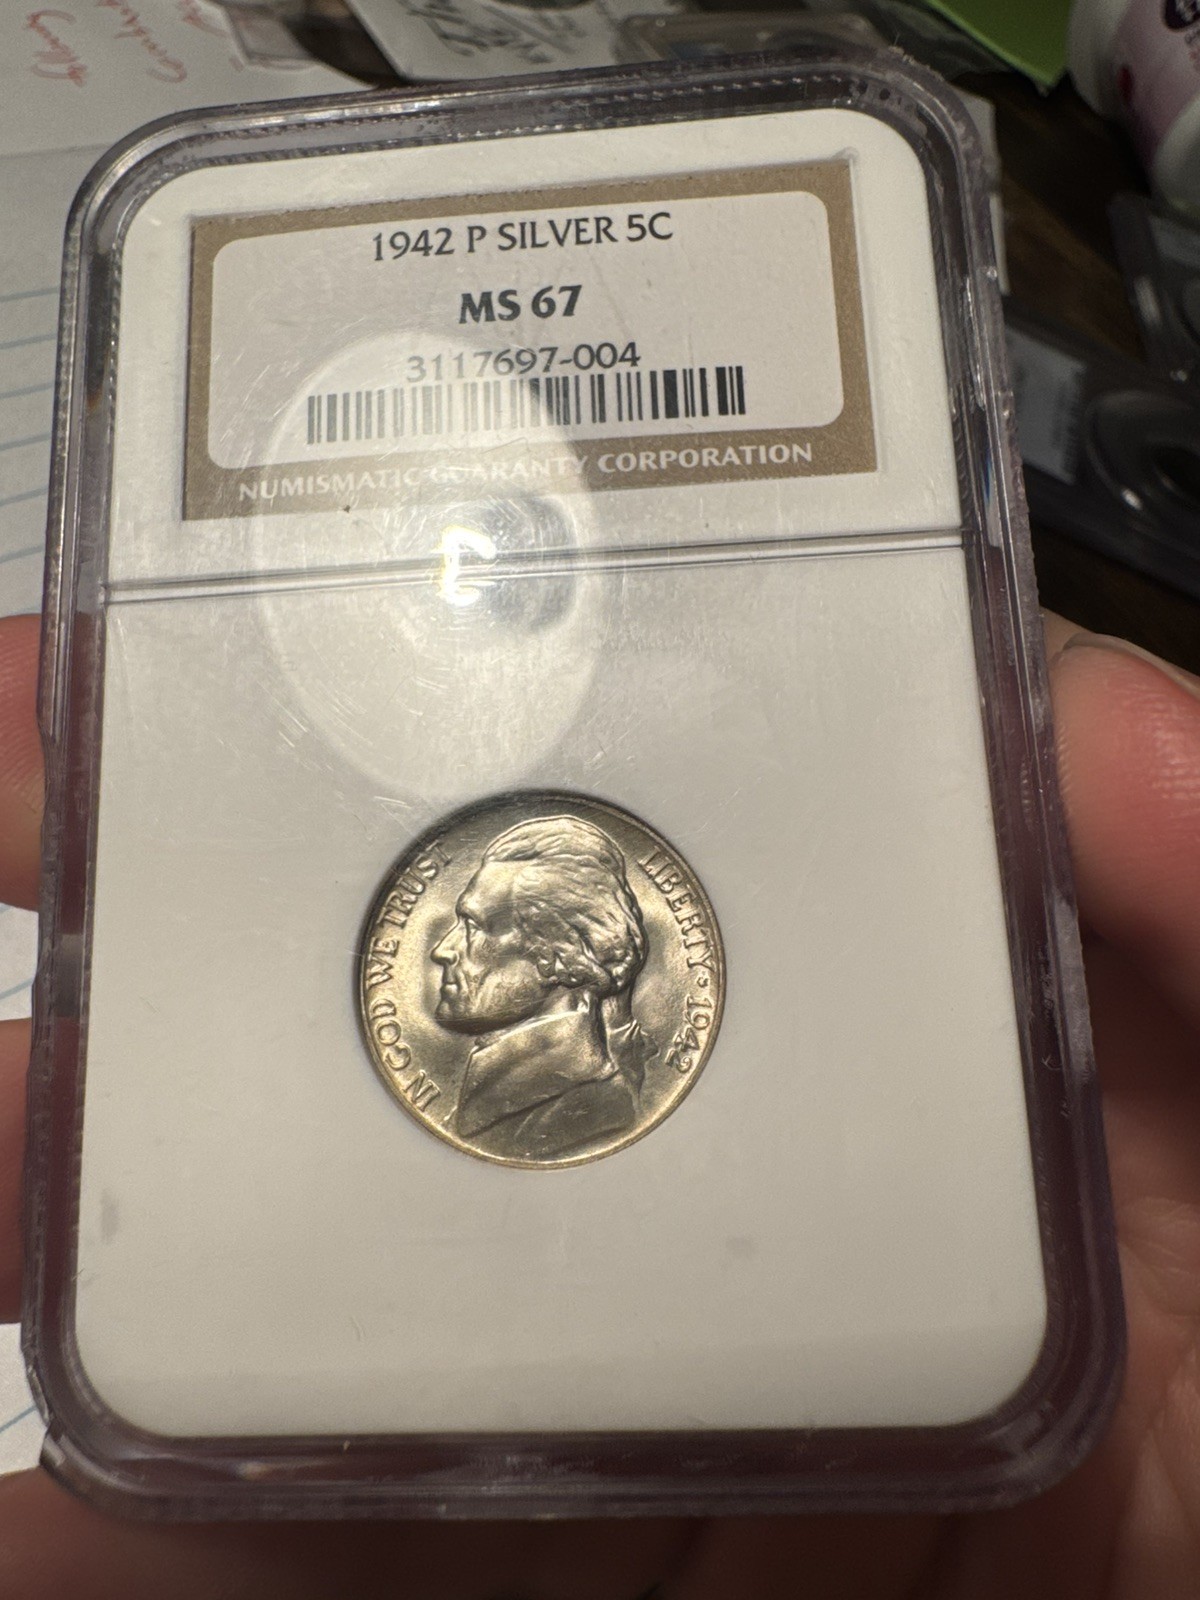 1942 P SILVER 5C
MS 67
3117697-004
NUMISMATIC GUARANTY CORPORATION
IN GOD WE TRUST
LIBERTY 1942